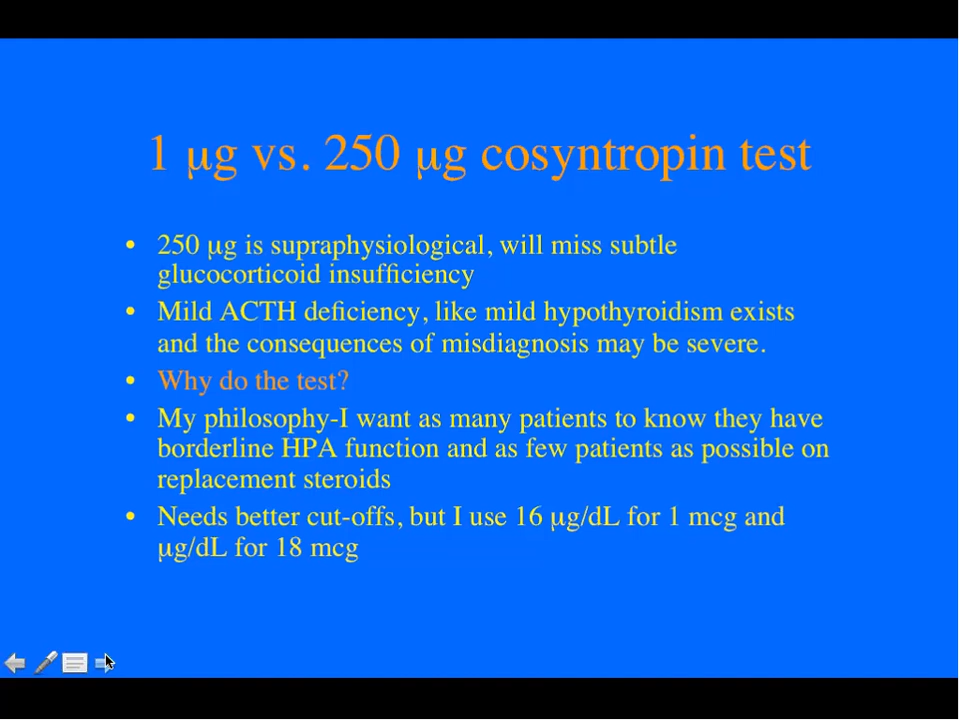 1 µg vs. 250 µg cosyntropin test
• 250 µg is supraphysiological, will miss subtle
glucocorticoid insufficiency
• Mild ACTH deficiency, like mild hypothyroidism exists
and the consequences of misdiagnosis may be severe.
• Why do the test?
• My philosophy-I want as many patients to know they have
borderline HPA function and as few patients as possible on
replacement steroids
• Needs better cut-offs, but I use 16 µg/dL for 1 mcg and
µg/dL for 18 mcg